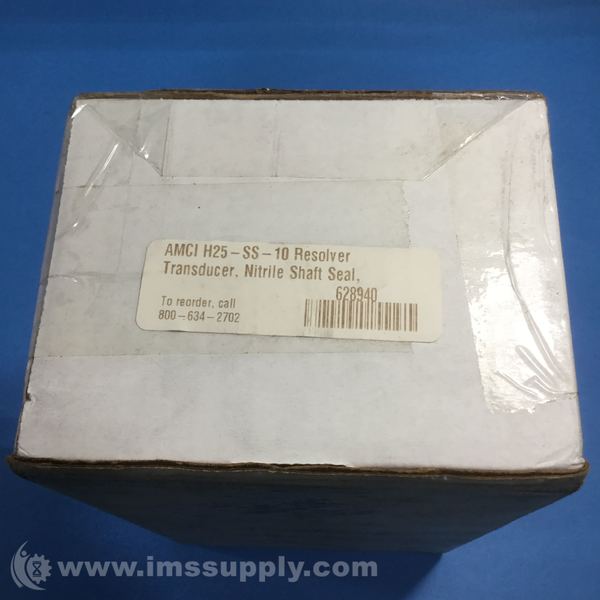 AMCI H25-SS-10 Resolver
Transducer, Nitrile Shaft Seal,
628940
To reorder, call
800-634-2702
www.imssupply.com